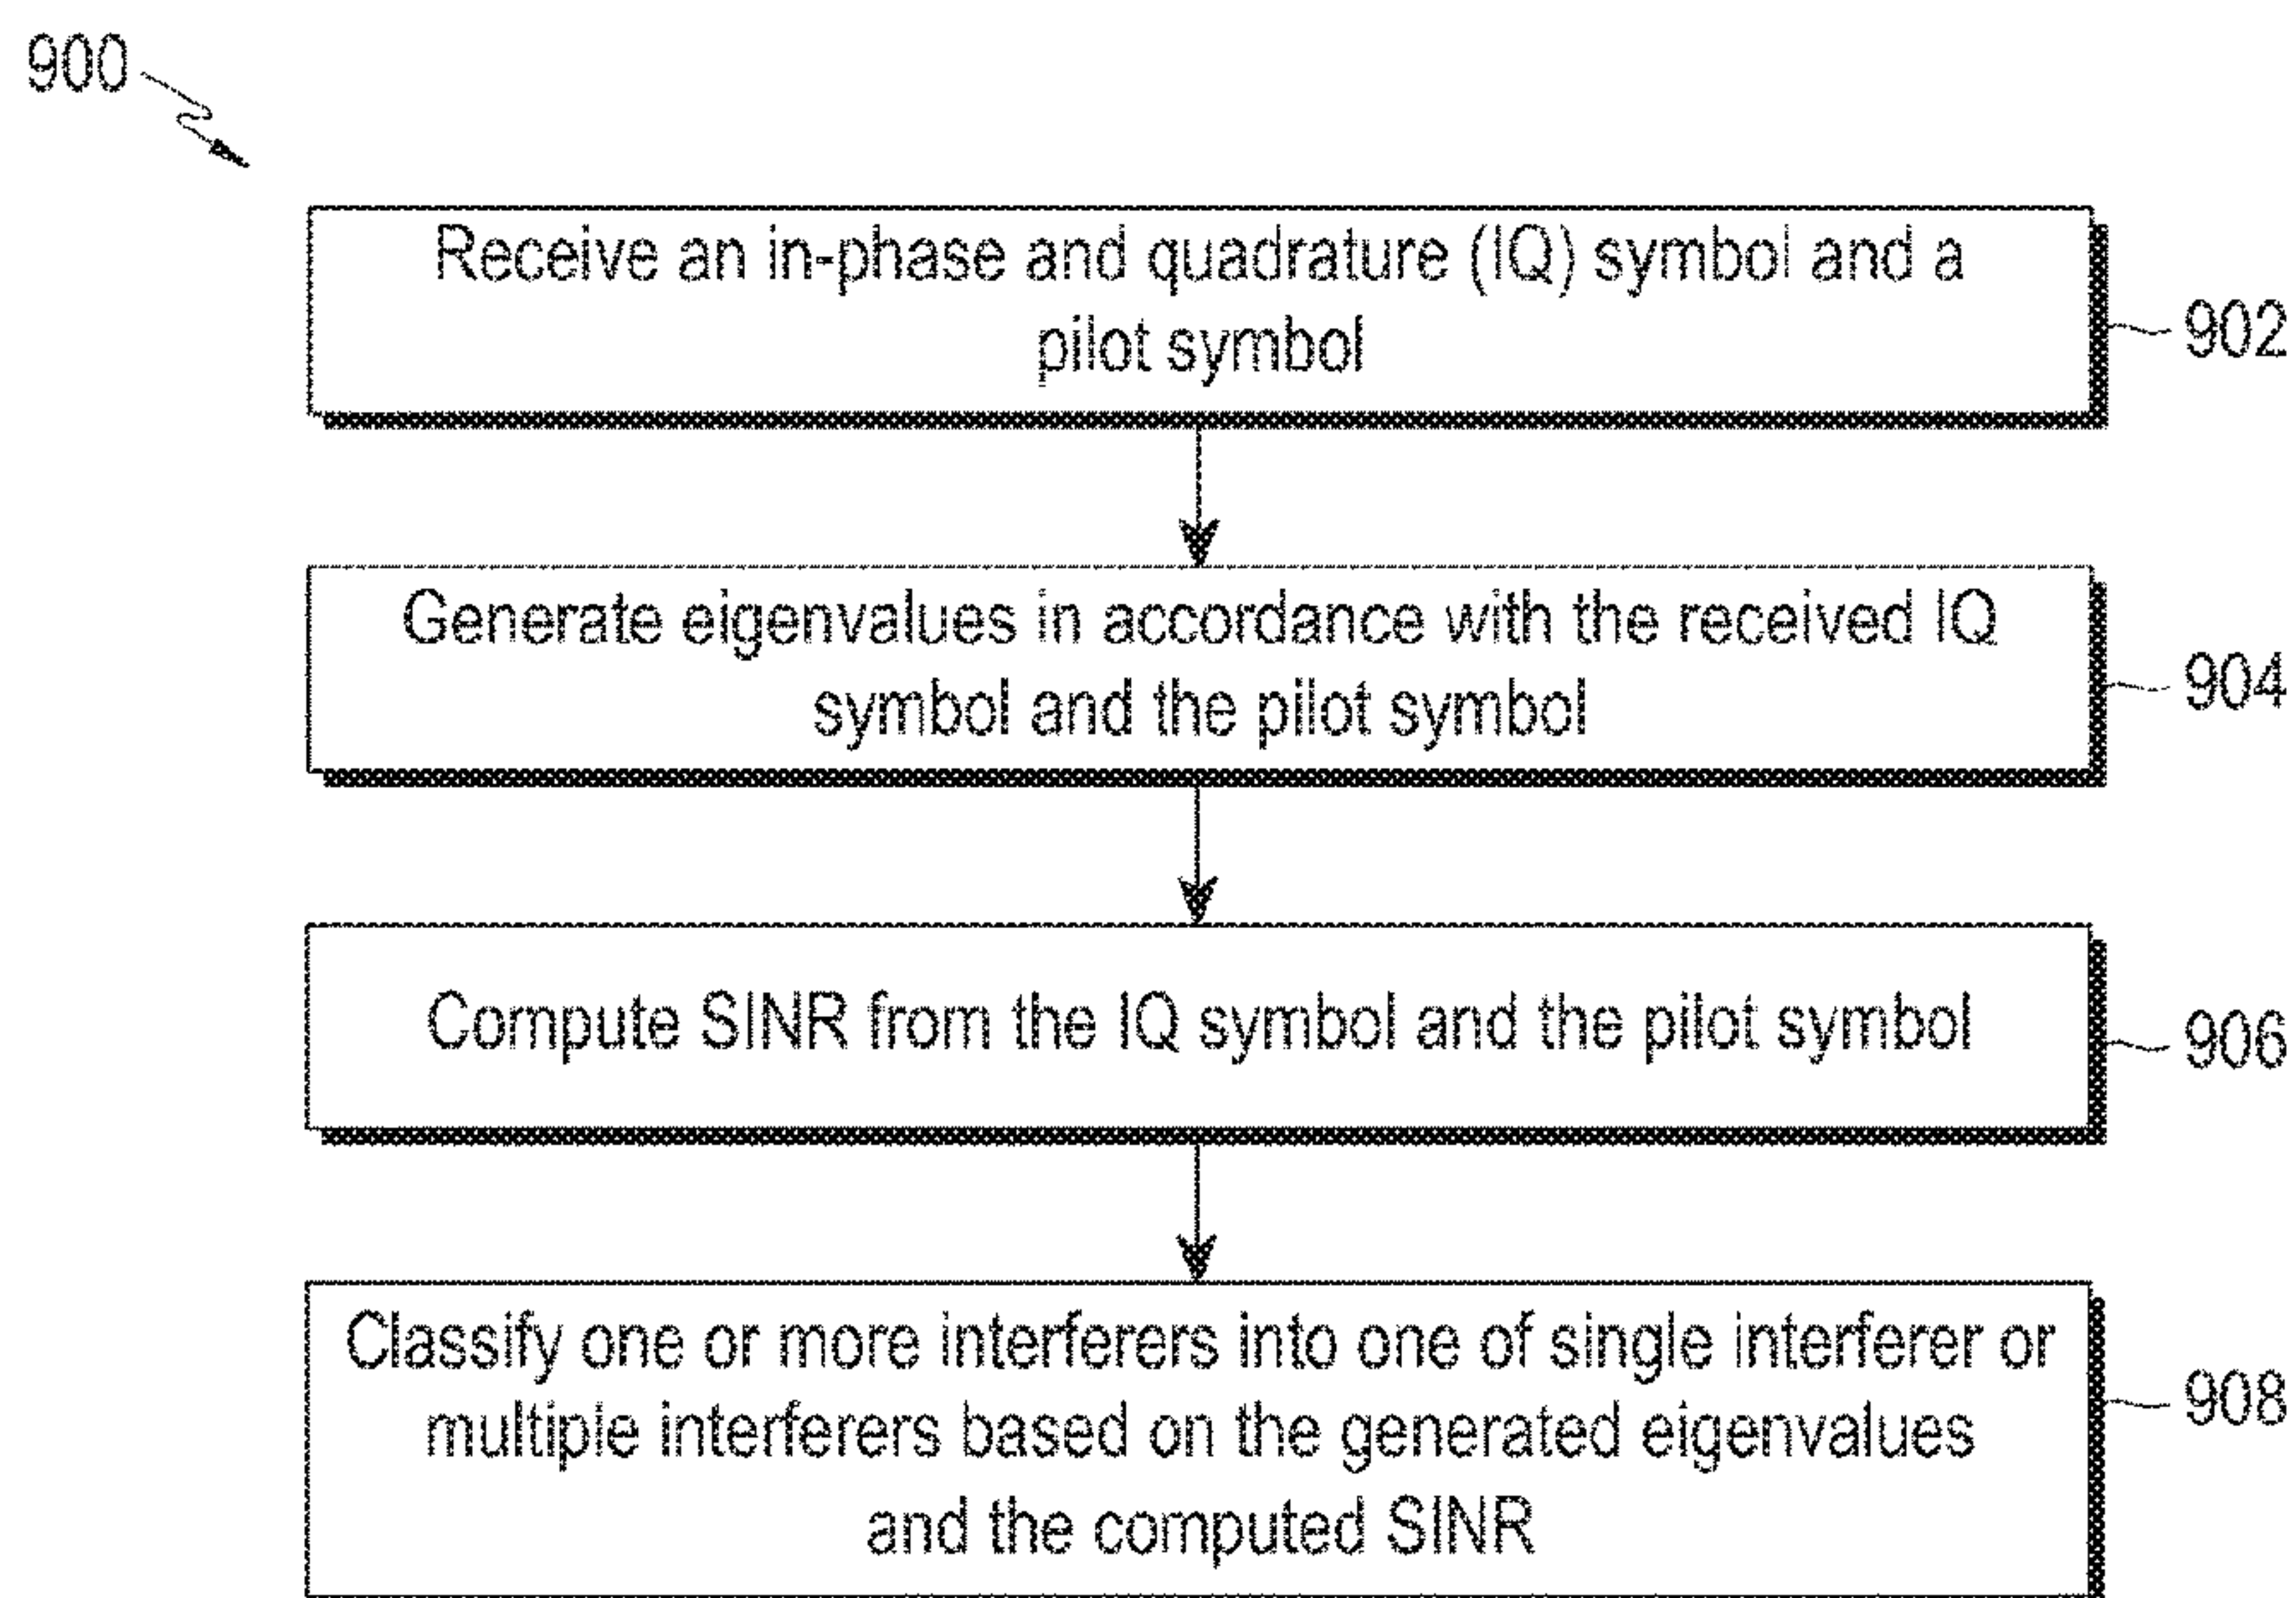 900
Receive an in-phase and quadrature (IQ) symbol and a
pilot symbol
902
Generate eigenvalues in accordance with the received IQ
symbol and the pilot symbol
904
Compute SINR from the IQ symbol and the pilot symbol
906
Classify one or more interferers into one of single interferer or
multiple interferers based on the generated eigenvalues
and the computed SINR
908